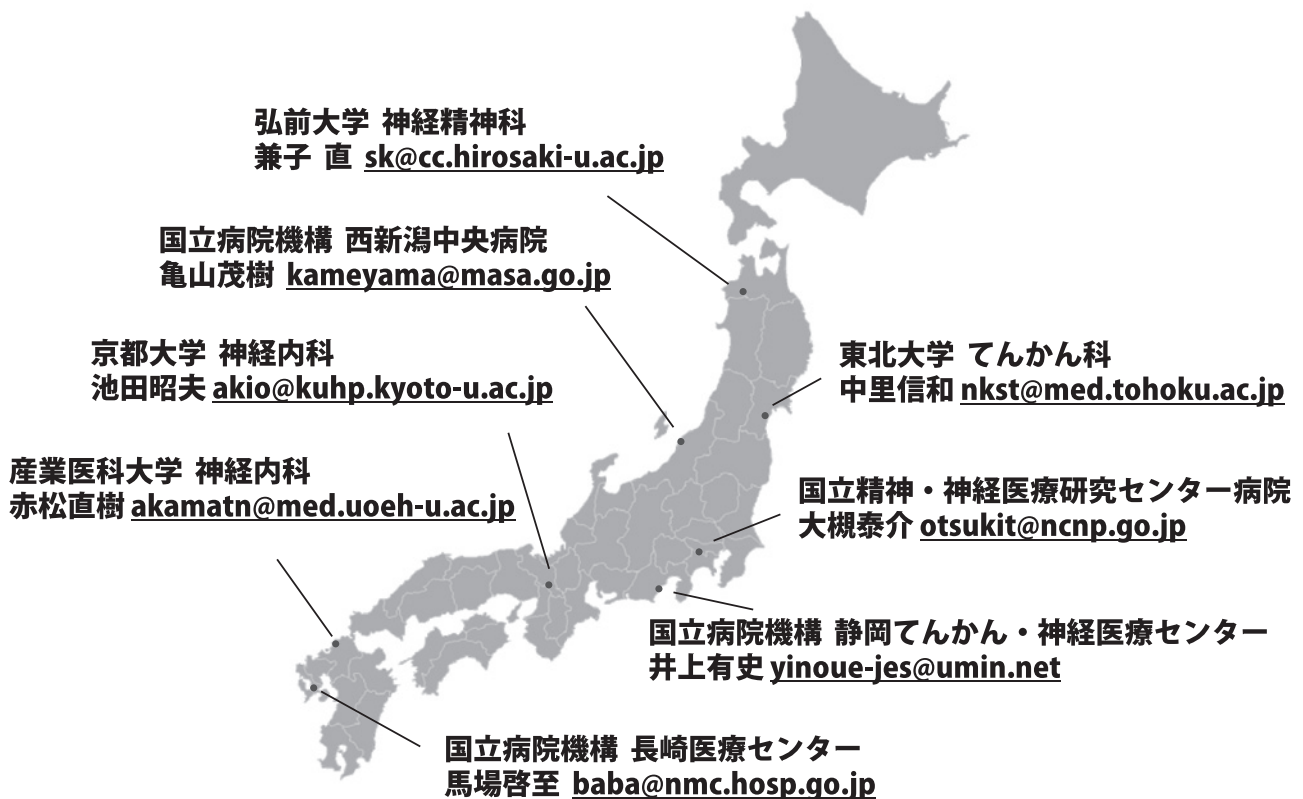 弘前大学 神経精神科
兼子 直 sk@cc.hirosaki-u.ac.jp
国立病院機構 西新潟中央病院
亀山茂樹 kameyama@masa.go.jp
京都大学 神経内科
池田昭夫 akio@kuhp.kyoto-u.ac.jp
東北大学 てんかん科
中里信和 nkst@med.tohoku.ac.jp
産業医科大学 神経内科
赤松直樹 akamatn@med.uoeh-u.ac.jp
国立精神・神経医療研究センター病院
大槻泰介 otsukit@ncnp.go.jp
国立病院機構 静岡てんかん・神経医療センター
井上有史 yinoue-jes@umin.net
国立病院機構 長崎医療センター
馬場啓至 baba@nmc.hosp.go.jp